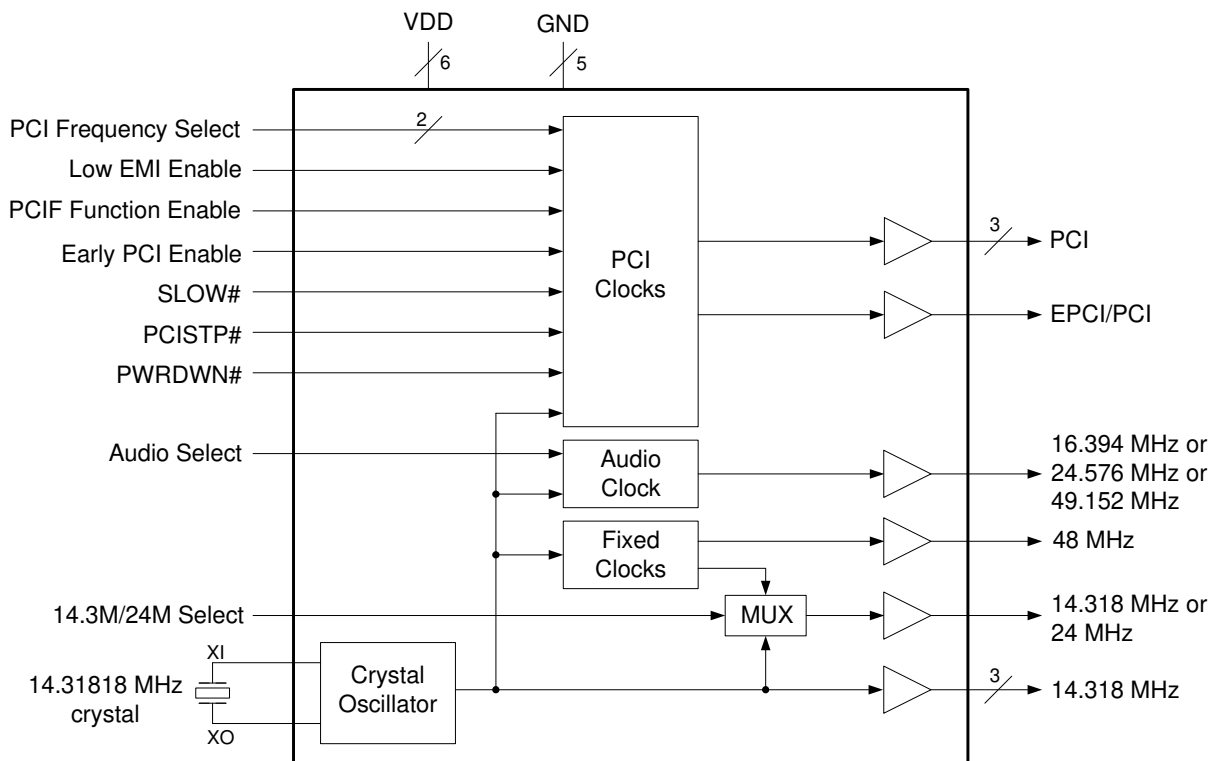 VDD
GND
6
5
PCI Frequency Select
2
Low EMI Enable
PCIF Function Enable
Early PCI Enable
SLOW#
PCISTP#
PWRDWN#
PCI
Clocks
3
PCI
EPCI/PCI
Audio Select
Audio
Clock
16.394 MHz or
24.576 MHz or
49.152 MHz
Fixed
Clocks
48 MHz
14.3M/24M Select
MUX
14.318 MHz or
24 MHz
XI
14.31818 MHz
crystal
XO
Crystal
Oscillator
3
14.318 MHz